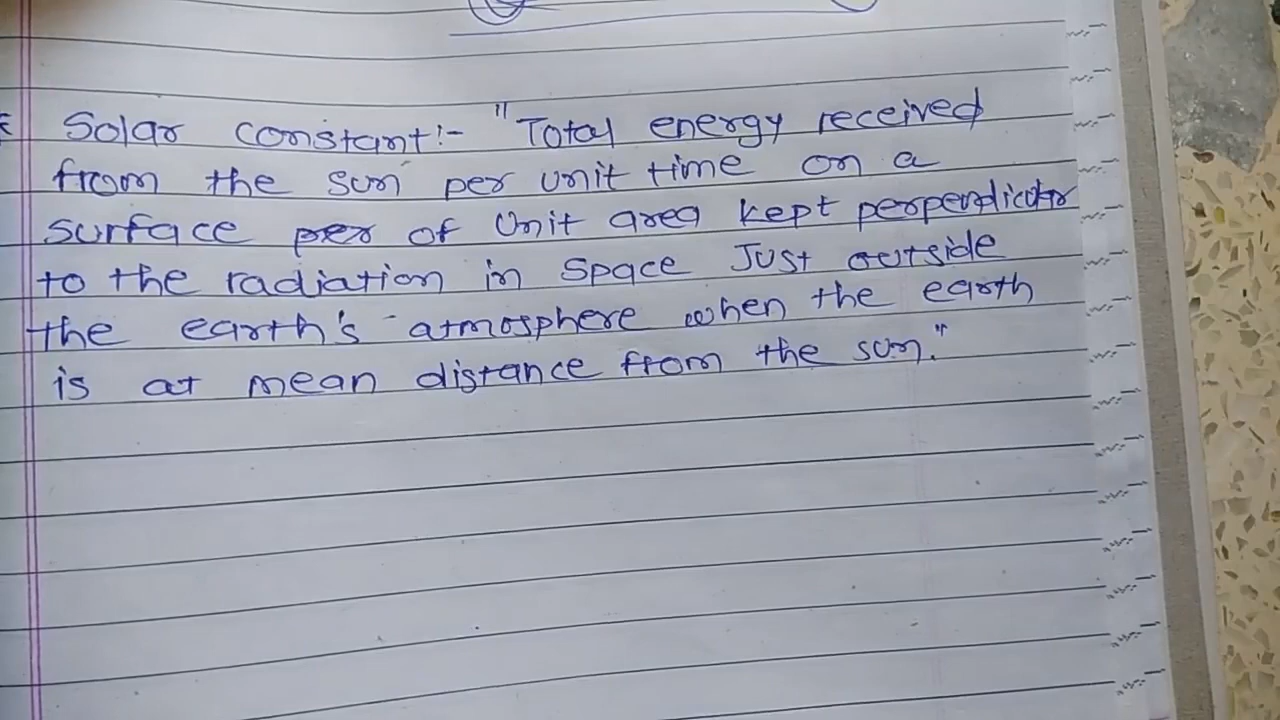 Solar constant:- "Total energy received
from the sun per unit time on a
surface per of Unit area kept perpendicular
to the radiation in Space Just outside
the earth's atmosphere when the earth
is at mean distance from the sun."